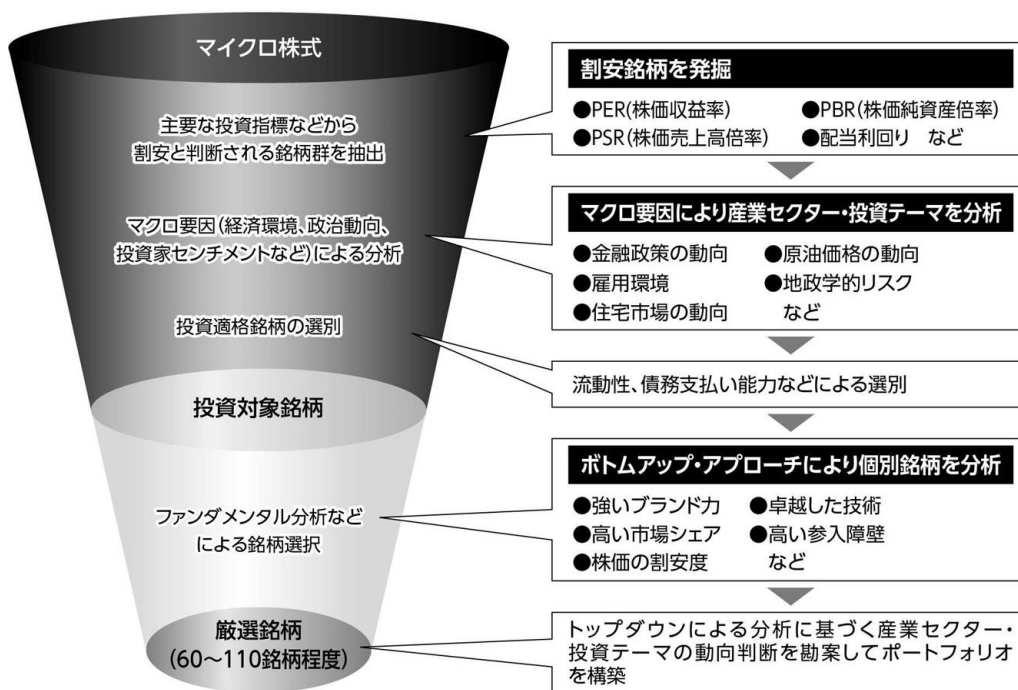 マイクロ株式
主要な投資指標などから
割安と判断される銘柄群を抽出
マクロ要因(経済環境、政治動向、
投資家センチメントなど)による分析
投資適格銘柄の選別
投資対象銘柄
ファンダメンタル分析など
による銘柄選択
厳選銘柄
(60～110銘柄程度)
割安銘柄を発掘
●PER(株価収益率) ●PBR(株価純資産倍率)
●PSR(株価売上高倍率) ●配当利回り など
マクロ要因により産業セクター・投資テーマを分析
●金融政策の動向 ●原油価格の動向
●雇用環境 ●地政学的リスク
●住宅市場の動向 など
流動性、債務支払い能力などによる選別
ボトムアップ・アプローチにより個別銘柄を分析
●強いブランド力 ●卓越した技術
●高い市場シェア ●高い参入障壁
●株価の割安度 など
トップダウンによる分析に基づく産業セクター・
投資テーマの動向判断を勘案してポートフォリオ
を構築